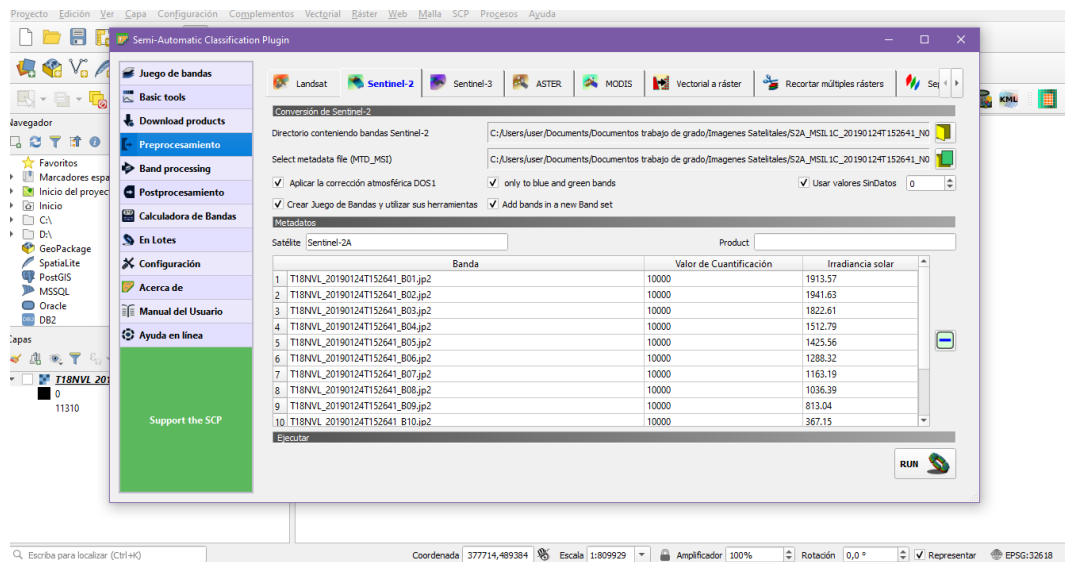 Proyecto Edición Ver Capa Configuración Complementos Vectorial Ráster Web Malla SCP Procesos Ayuda
Semi-Automatic Classification Plugin
KML
Navegador
Favoritos
Marcadores espa
Inicio del proyec
Inicio
C:\
D:\
GeoPackage
SpatiaLite
PostGIS
MSSQL
Oracle
DB2
Capas
T18NVL_201
0
11310
Juego de bandas
Basic tools
Download products
Preprocesamiento
Band processing
Postprocesamiento
Calculadora de Bandas
En Lotes
Configuración
Acerca de
Manual del Usuario
Ayuda en línea
Support the SCP
Landsat Sentinel-2 Sentinel-3 ASTER MODIS Vectorial a ráster Recortar múltiples rásters Sep
Conversión de Sentinel-2
Directorio conteniendo bandas Sentinel-2 C:/Users/user/Documents/Documentos trabajo de grado/Imagenes Satelitales/S2A_MSIL1C_20190124T152641_N0
Select metadata file (MTD_MSI) C:/Users/user/Documents/Documentos trabajo de grado/Imagenes Satelitales/S2A_MSIL1C_20190124T152641_N0
Aplicar la corrección atmosférica DOS1 only to blue and green bands Usar valores SinDatos 0
Crear Juego de Bandas y utilizar sus herramientas Add bands in a new Band set
Metadatos
Satélite Sentinel-2A Product
Banda Valor de Cuantificación Irradiancia solar
1 T18NVL_20190124T152641_B01.jp2 10000 1913.57
2 T18NVL_20190124T152641_B02.jp2 10000 1941.63
3 T18NVL_20190124T152641_B03.jp2 10000 1822.61
4 T18NVL_20190124T152641_B04.jp2 10000 1512.79
5 T18NVL_20190124T152641_B05.jp2 10000 1425.56
6 T18NVL_20190124T152641_B06.jp2 10000 1288.32
7 T18NVL_20190124T152641_B07.jp2 10000 1163.19
8 T18NVL_20190124T152641_B08.jp2 10000 1036.39
9 T18NVL_20190124T152641_B09.jp2 10000 813.04
10 T18NVL_20190124T152641_B10.jp2 10000 367.15
Ejecutar
RUN
Escriba para localizar (Ctrl+K) Coordenada 377714,489384 Escala 1:809929 Amplificador 100% Rotación 0,0 ° Representar EPSG:32618